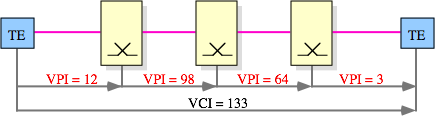 TE TE
VPI = 12 VPI = 98 VPI = 64 VPI = 3
VCI = 133